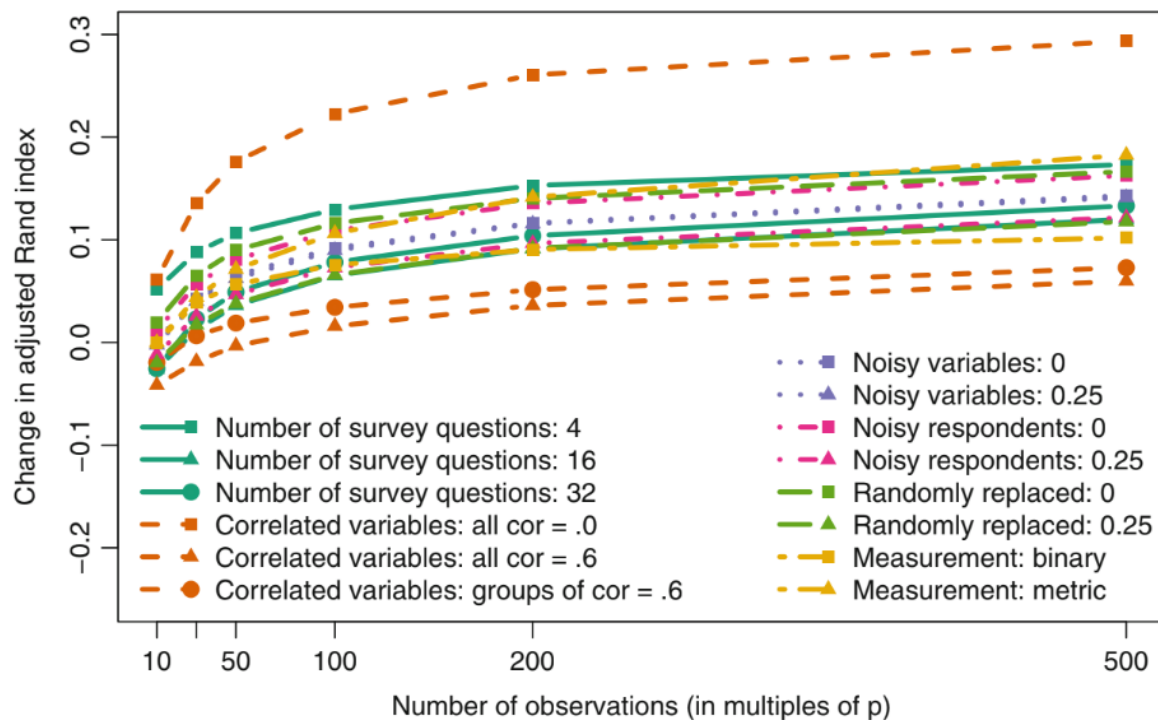 0.3
0.2
0.1
0.0
−0.1
−0.2
Change in adjusted Rand index
Number of survey questions: 4
Number of survey questions: 16
Number of survey questions: 32
Correlated variables: all cor = .0
Correlated variables: all cor = .6
Correlated variables: groups of cor = .6
Noisy variables: 0
Noisy variables: 0.25
Noisy respondents: 0
Noisy respondents: 0.25
Randomly replaced: 0
Randomly replaced: 0.25
Measurement: binary
Measurement: metric
10 50 100 200 500
Number of observations (in multiples of p)